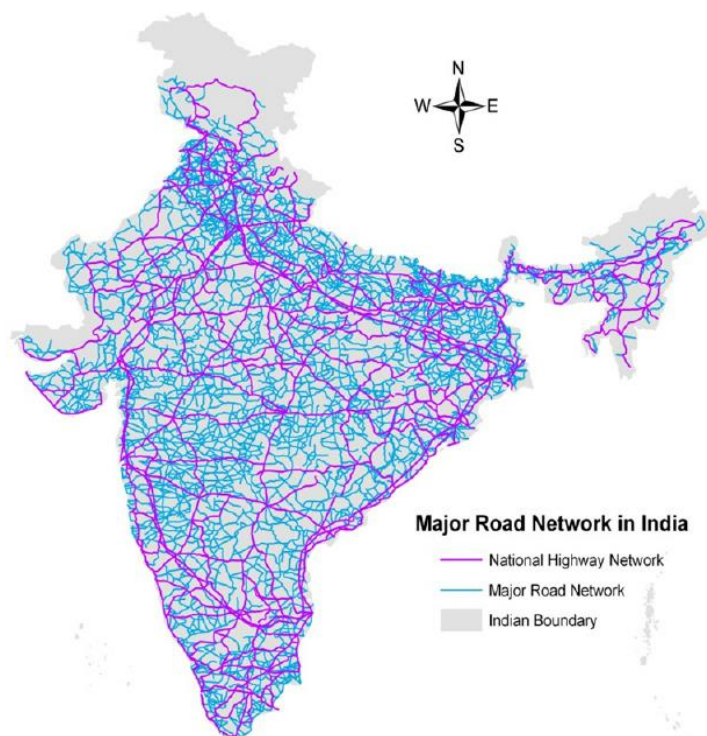 N
W E
S
Major Road Network in India
National Highway Network
Major Road Network
Indian Boundary